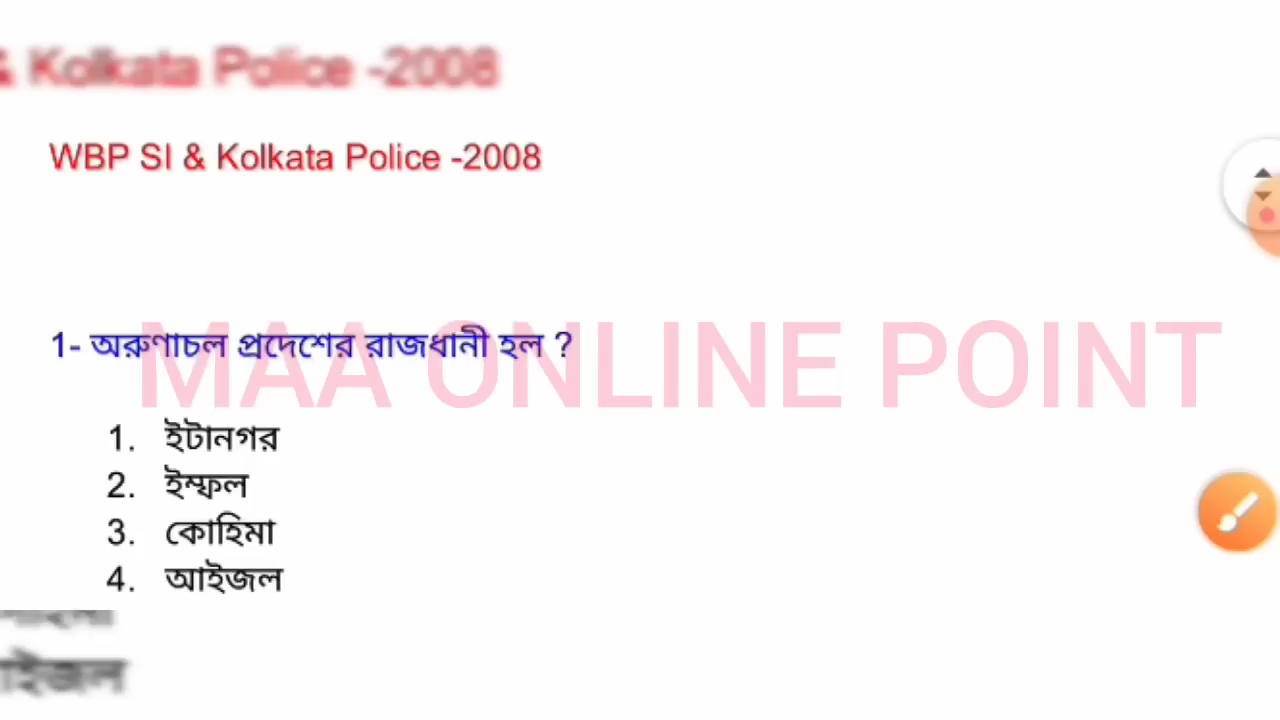 & Kolkata Police -2008
WBP SI & Kolkata Police -2008
1- অরুণাচল প্রদেশের রাজধানী হল ?
MAA ONLINE POINT
1. ইটানগর
2. ইম্ফল
3. কোহিমা
4. আইজল